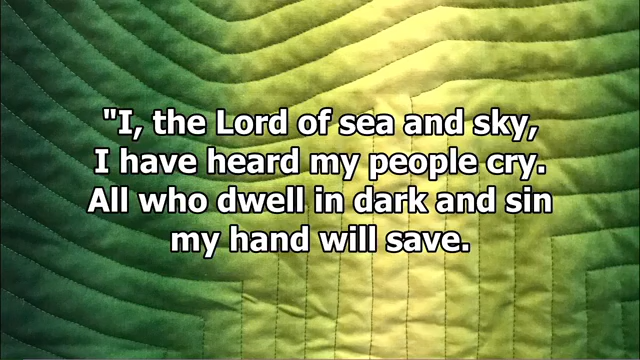 "I, the Lord of sea and sky,
I have heard my people cry.
All who dwell in dark and sin
my hand will save.